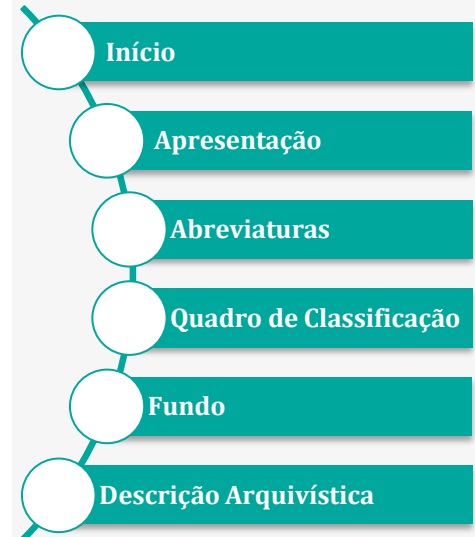 Início
Apresentação
Abreviaturas
Quadro de Classificação
Fundo
Descrição Arquivística